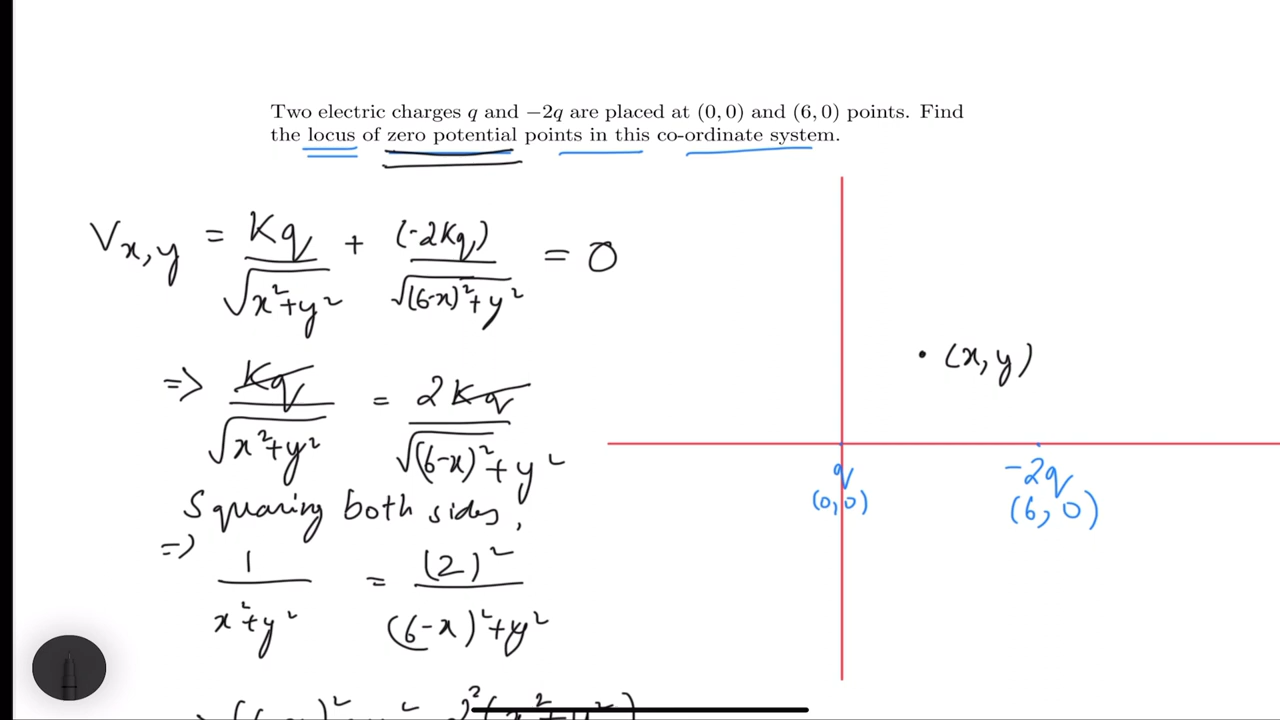 Two electric charges q and −2q are placed at (0, 0) and (6, 0) points. Find
the locus of zero potential points in this co-ordinate system.
V_{x,y} = Kq/√(x²+y²) + (-2Kq)/√((6-x)²+y²) = 0
=> Kq/√(x²+y²) = 2Kq/√((6-x)²+y²)
Squaring both sides,
=> 1/(x²+y²) = (2)²/((6-x)²+y²)
(x, y)
q
(0,0)
-2q
(6, 0)